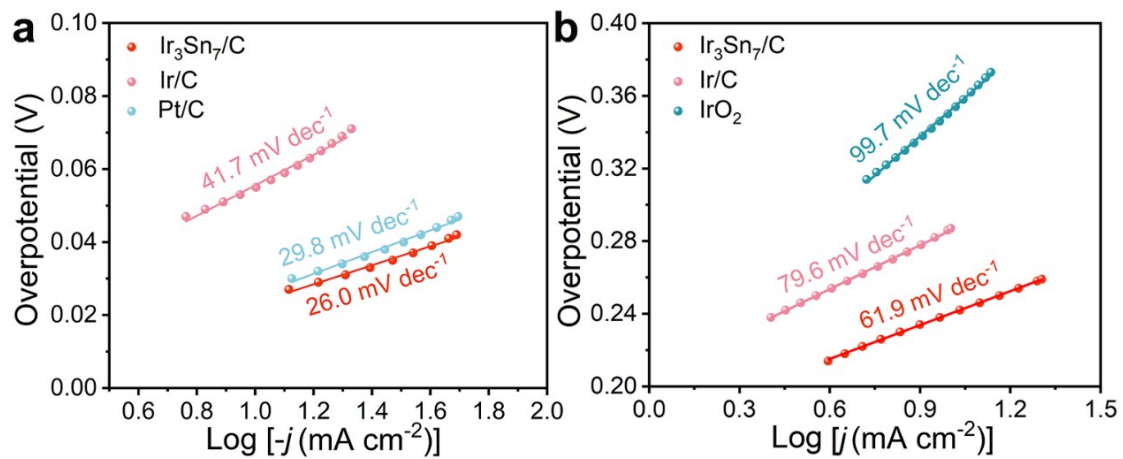 a
0.10
0.08
0.06
0.04
0.02
0.00
Overpotential (V)
Ir₃Sn₇/C
Ir/C
Pt/C
41.7 mV dec⁻¹
29.8 mV dec⁻¹
26.0 mV dec⁻¹
0.6 0.8 1.0 1.2 1.4 1.6 1.8 2.0
Log [-j (mA cm⁻²)]
b
0.40
0.36
0.32
0.28
0.24
0.20
Overpotential (V)
Ir₃Sn₇/C
Ir/C
IrO₂
99.7 mV dec⁻¹
79.6 mV dec⁻¹
61.9 mV dec⁻¹
0.0 0.3 0.6 0.9 1.2 1.5
Log [j (mA cm⁻²)]